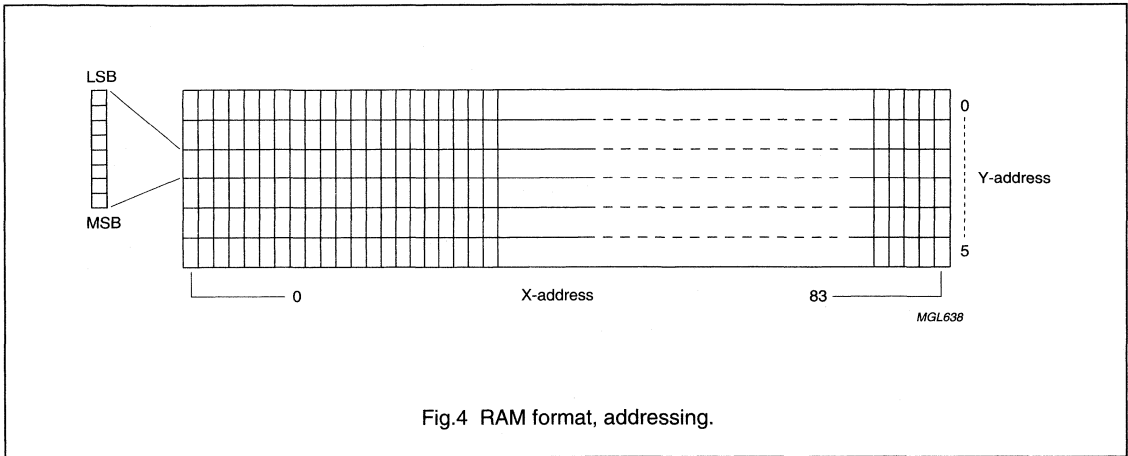 LSB
MSB
0
Y-address
5
0 X-address 83
MGL638
Fig.4 RAM format, addressing.